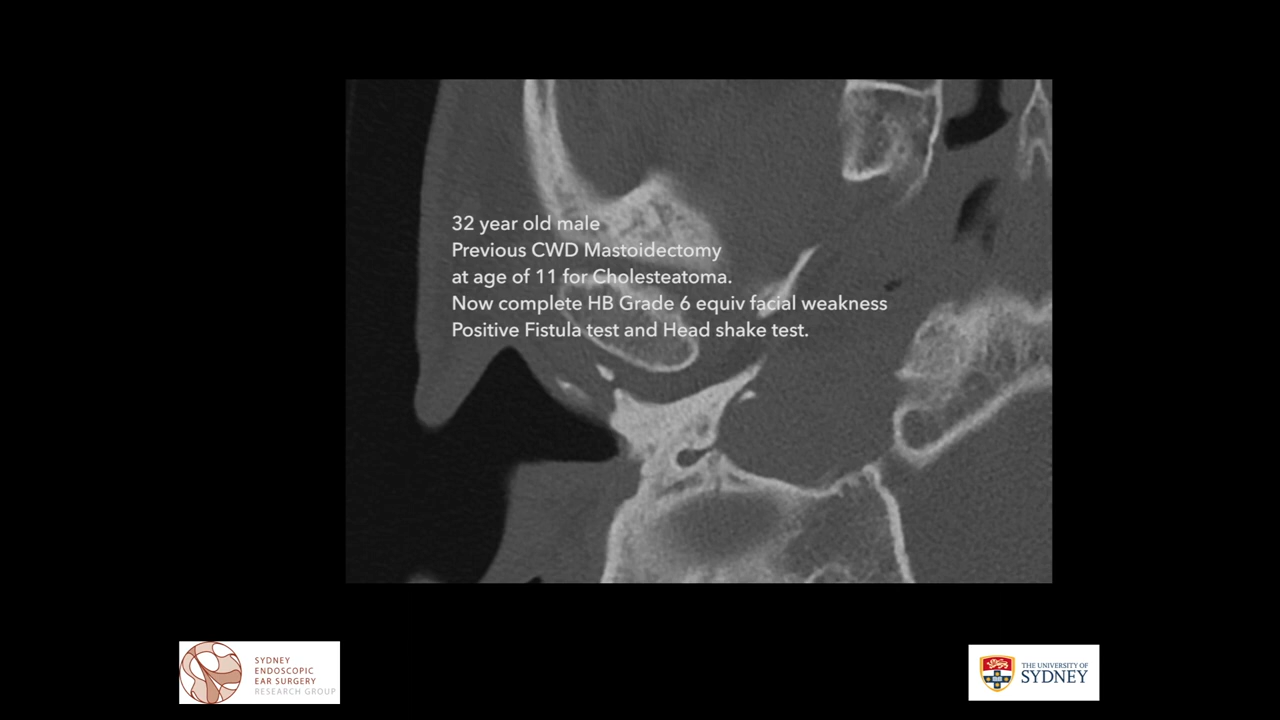 32 year old male
Previous CWD Mastoidectomy
at age of 11 for Cholesteatoma.
Now complete HB Grade 6 equiv facial weakness
Positive Fistula test and Head shake test.
SYDNEY
ENDOSCOPIC
EAR SURGERY
RESEARCH GROUP
THE UNIVERSITY OF
SYDNEY